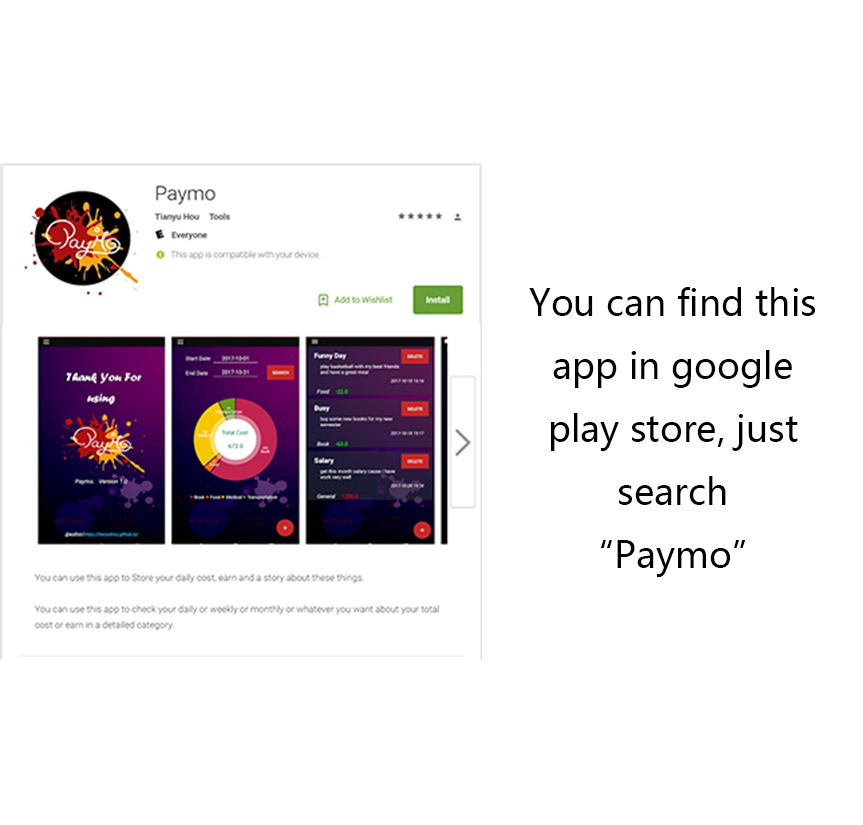 Paymo
Tianyu Hou Tools
Everyone
This app is compatible with your device.
Add to Wishlist
Install
Thank You For
using
PayMo
Paymo. Version 1.0
Start Date 2017-10-01
End Date 2017-10-31
SEARCH
Total Cost
673.0
Book
Food
Book Food Medical Transportation
Funny Day
DELETE
play basketball with my best friends
and have a great meal
Food -22.0
Busy
DELETE
buy some new books for my new
semester
Book -63.0
Salary
DELETE
get this month salary cause I have
work very well
General
You can use this app to Store your daily cost, earn and a story about these things.
You can use this app to check your daily or weekly or monthly or whatever you want about your total
cost or earn in a detailed category.
You can find this
app in google
play store, just
search
“Paymo”